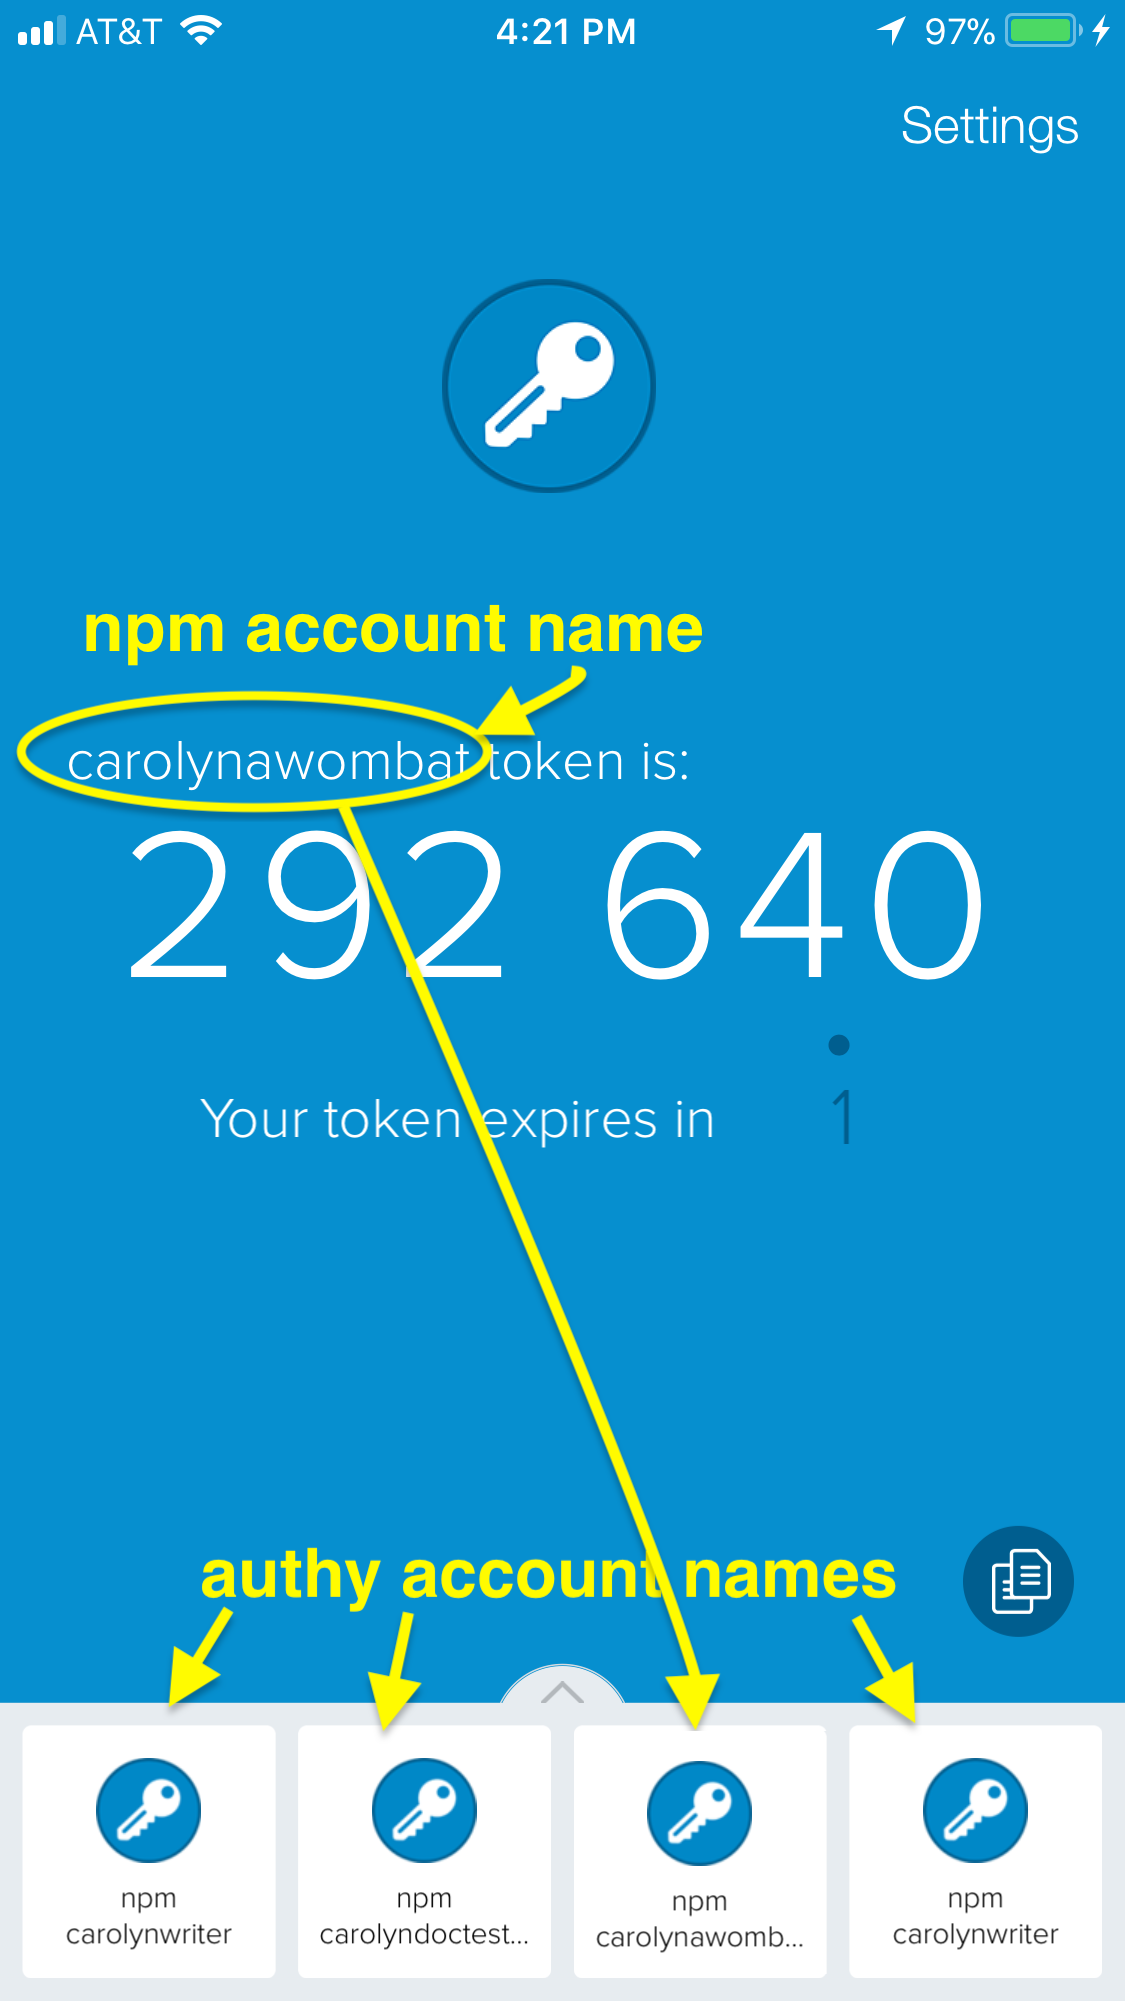 AT&T 4:21 PM 97%
Settings
npm account name
carolynawombat token is:
292 640
Your token expires in 1
authy account names
npm
carolynwriter
npm
carolyndoctest...
npm
carolynawomb...
npm
carolynwriter